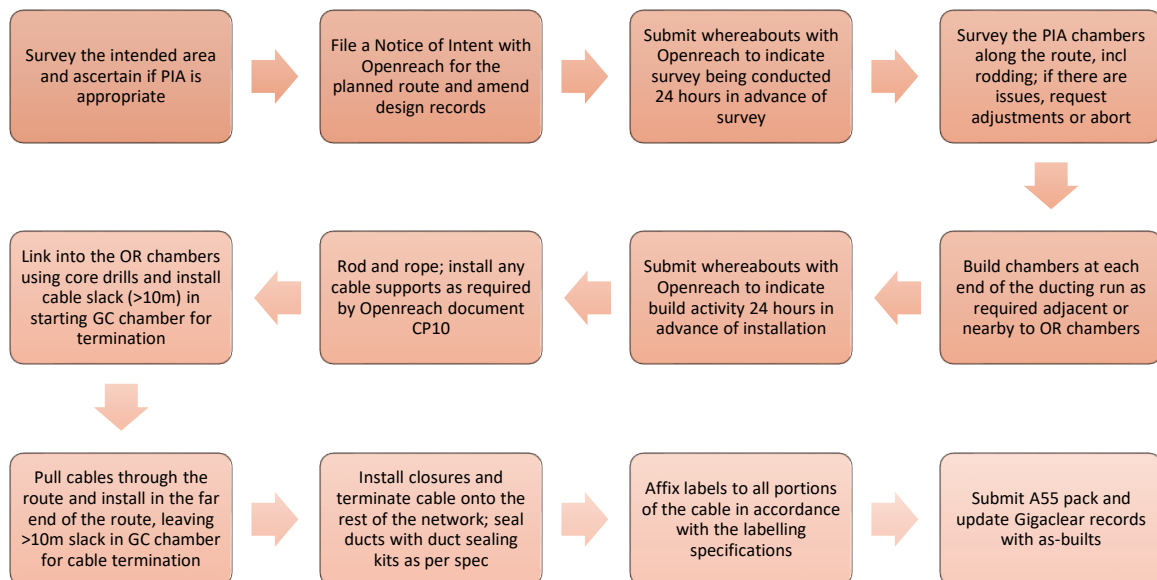 Survey the intended area
and ascertain if PIA is
appropriate
File a Notice of Intent with
Openreach for the
planned route and amend
design records
Submit whereabouts with
Openreach to indicate
survey being conducted
24 hours in advance of
survey
Survey the PIA chambers
along the route, incl
rodding; if there are
issues, request
adjustments or abort
Build chambers at each
end of the ducting run as
required adjacent or
nearby to OR chambers
Submit whereabouts with
Openreach to indicate
build activity 24 hours in
advance of installation
Rod and rope; install any
cable supports as required
by Openreach document
CP10
Link into the OR chambers
using core drills and install
cable slack (>10m) in
starting GC chamber for
termination
Pull cables through the
route and install in the far
end of the route, leaving
>10m slack in GC chamber
for cable termination
Install closures and
terminate cable onto the
rest of the network; seal
ducts with duct sealing
kits as per spec
Affix labels to all portions
of the cable in accordance
with the labelling
specifications
Submit A55 pack and
update Gigaclear records
with as-builts